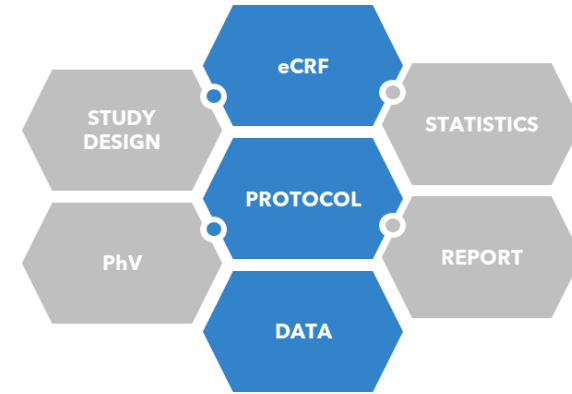 eCRF
STUDY
DESIGN
STATISTICS
PROTOCOL
PhV
REPORT
DATA